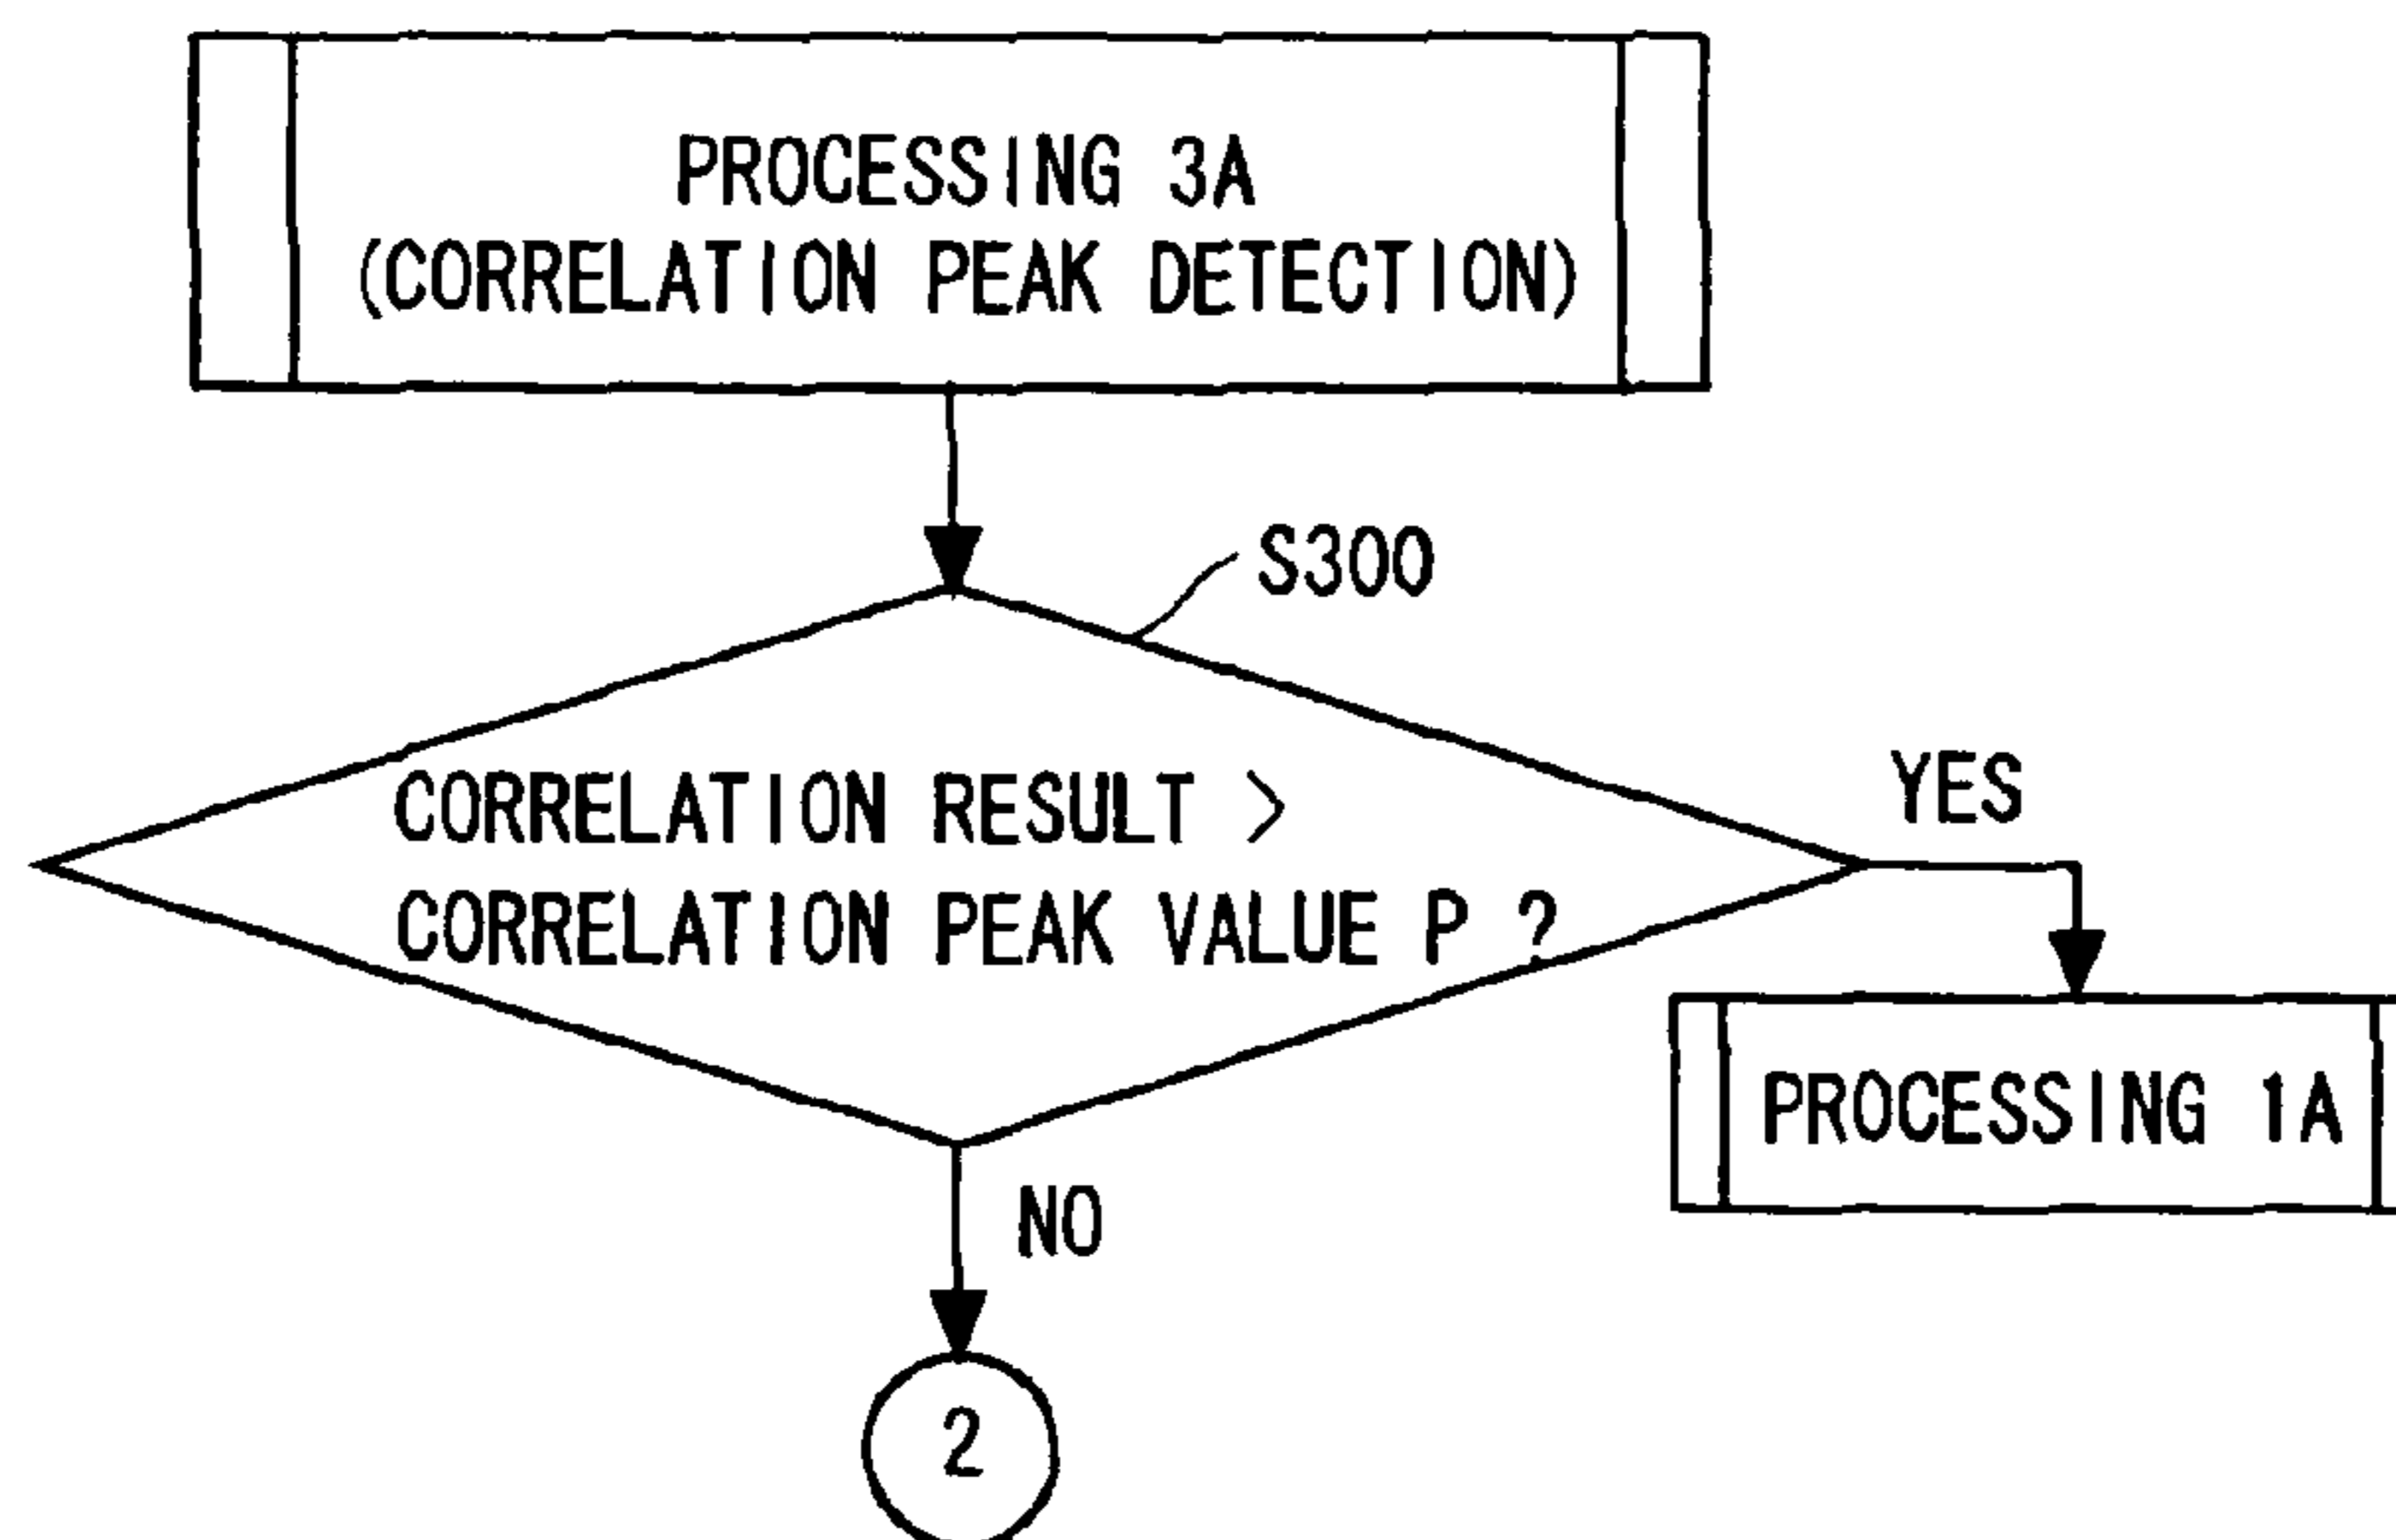 PROCESSING 3A
(CORRELATION PEAK DETECTION)
S300
CORRELATION RESULT >
CORRELATION PEAK VALUE P ?
YES
PROCESSING 1A
NO
2